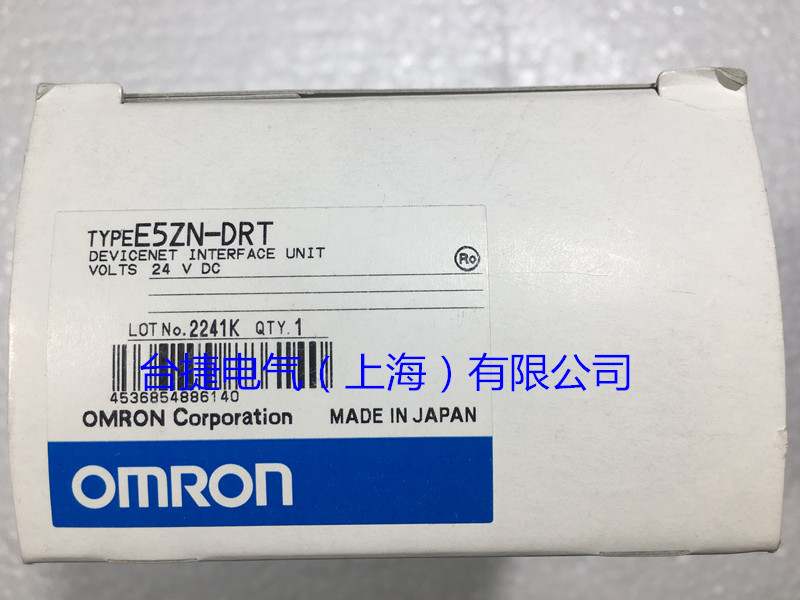 TYPE E5ZN-DRT
DEVICENET INTERFACE UNIT
VOLTS 24 V DC
Ro
LOT No. 2241K QTY. 1
台捷电气（上海）有限公司
4536854886140
OMRON Corporation MADE IN JAPAN
OMRON